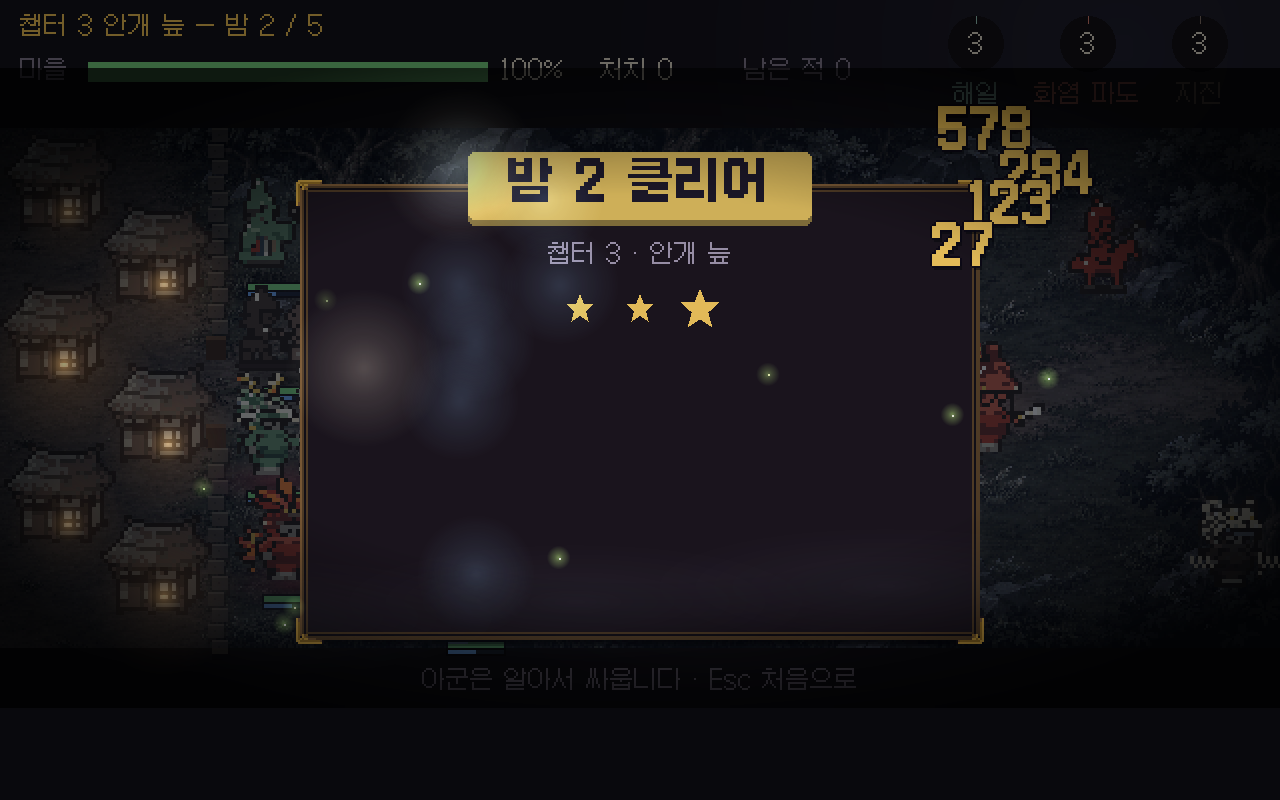 챕터 3 안개 늪 – 밤 2 / 5
3 3 3
마을 100% 처치 0 남은 적 0
해일 화염 파도 지진
578
284
123
27
밤 2 클리어
챕터 3 · 안개 늪
아군은 알아서 싸웁니다 · Esc 처음으로